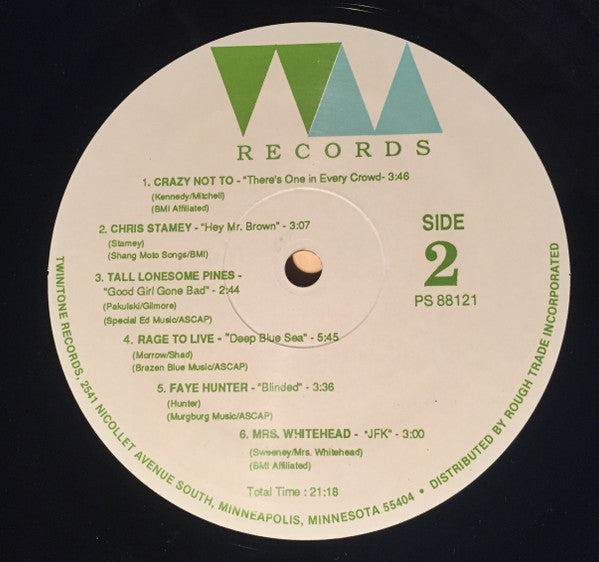 RECORDS
1. CRAZY NOT TO - "There's One in Every Crowd- 3:46
(Kennedy/Mitchell)
(BMI Affiliated)
2. CHRIS STAMEY - "Hey Mr. Brown" - 3:07
(Stamey)
(Shang Moto Songs/BMI)
3. TALL LONESOME PINES -
"Good Girl Gone Bad" - 2:44
(Pakulski/Gilmore)
(Special Ed Music/ASCAP)
4. RAGE TO LIVE - "Deep Blue Sea" - 5:45
(Morrow/Shad)
(Brazen Blue Music/ASCAP)
5. FAYE HUNTER - "Blinded" - 3:36
(Hunter)
(Murgburg Music/ASCAP)
6. MRS. WHITEHEAD - "JFK" - 3:00
(Sweeney/Mrs. Whitehead)
(BMI Affiliated)
Total Time : 21:18
SIDE
2
PS 88121
TWIN/TONE RECORDS, 2541 NICOLLET AVENUE SOUTH, MINNEAPOLIS, MINNESOTA 55404 • DISTRIBUTED BY ROUGH TRADE INCORPORATED